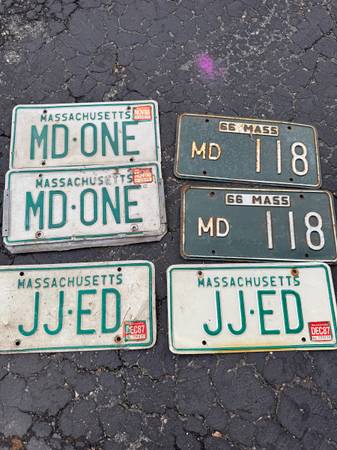 MASSACHUSETTS
MD·ONE
MASSACHUSETTS
MD·ONE
MASSACHUSETTS
JJ·ED
DEC87
66 MASS
MD 118
66 MASS
MD 118
MASSACHUSETTS
JJ·ED
DEC87